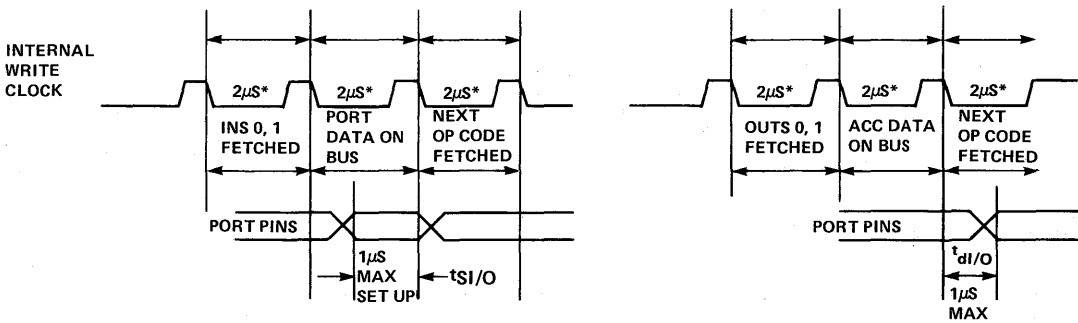 INTERNAL
WRITE
CLOCK
2μS* 2μS* 2μS*
INS 0, 1
FETCHED
PORT
DATA ON
BUS
NEXT
OP CODE
FETCHED
PORT PINS
1μS
MAX
SET UP
tSI/O
2μS* 2μS* 2μS*
OUTS 0, 1
FETCHED
ACC DATA
ON BUS
NEXT
OP CODE
FETCHED
PORT PINS
tdI/O
1μS
MAX